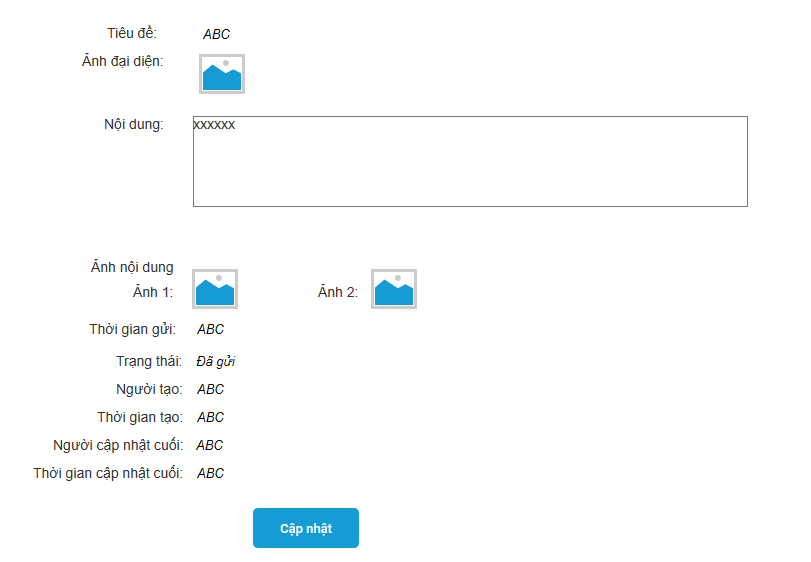 Tiêu đề: ABC
Ảnh đại diện:
Nội dung: xxxxxx
Ảnh nội dung
Ảnh 1: Ảnh 2:
Thời gian gửi: ABC
Trạng thái: Đã gửi
Người tạo: ABC
Thời gian tạo: ABC
Người cập nhật cuối: ABC
Thời gian cập nhật cuối: ABC
Cập nhật